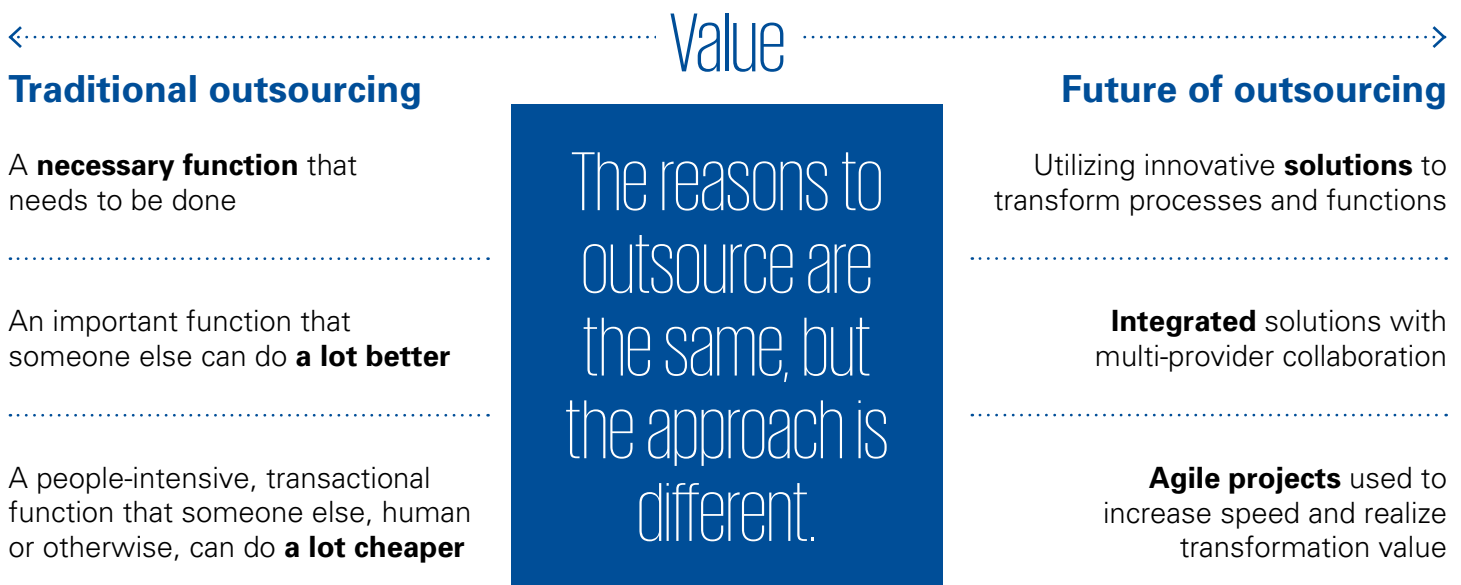 Value
Traditional outsourcing
A necessary function that
needs to be done
An important function that
someone else can do a lot better
A people-intensive, transactional
function that someone else, human
or otherwise, can do a lot cheaper
The reasons to
outsource are
the same, but
the approach is
different.
Future of outsourcing
Utilizing innovative solutions to
transform processes and functions
Integrated solutions with
multi-provider collaboration
Agile projects used to
increase speed and realize
transformation value